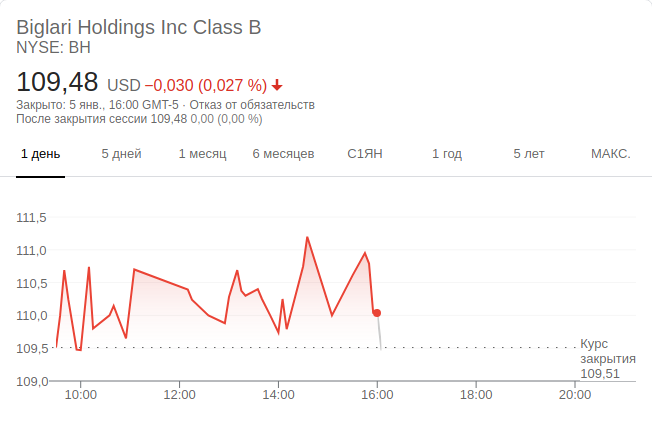 Biglari Holdings Inc Class B
NYSE: BH
109,48 USD −0,030 (0,027 %)
Закрыто: 5 янв., 16:00 GMT-5 · Отказ от обязательств
После закрытия сессии 109,48 0,00 (0,00 %)
1 день 5 дней 1 месяц 6 месяцев С1ЯН 1 год 5 лет МАКС.
111,5
111,0
110,5
110,0
109,5
109,0
Курс
закрытия
109,51
10:00 12:00 14:00 16:00 18:00 20:00